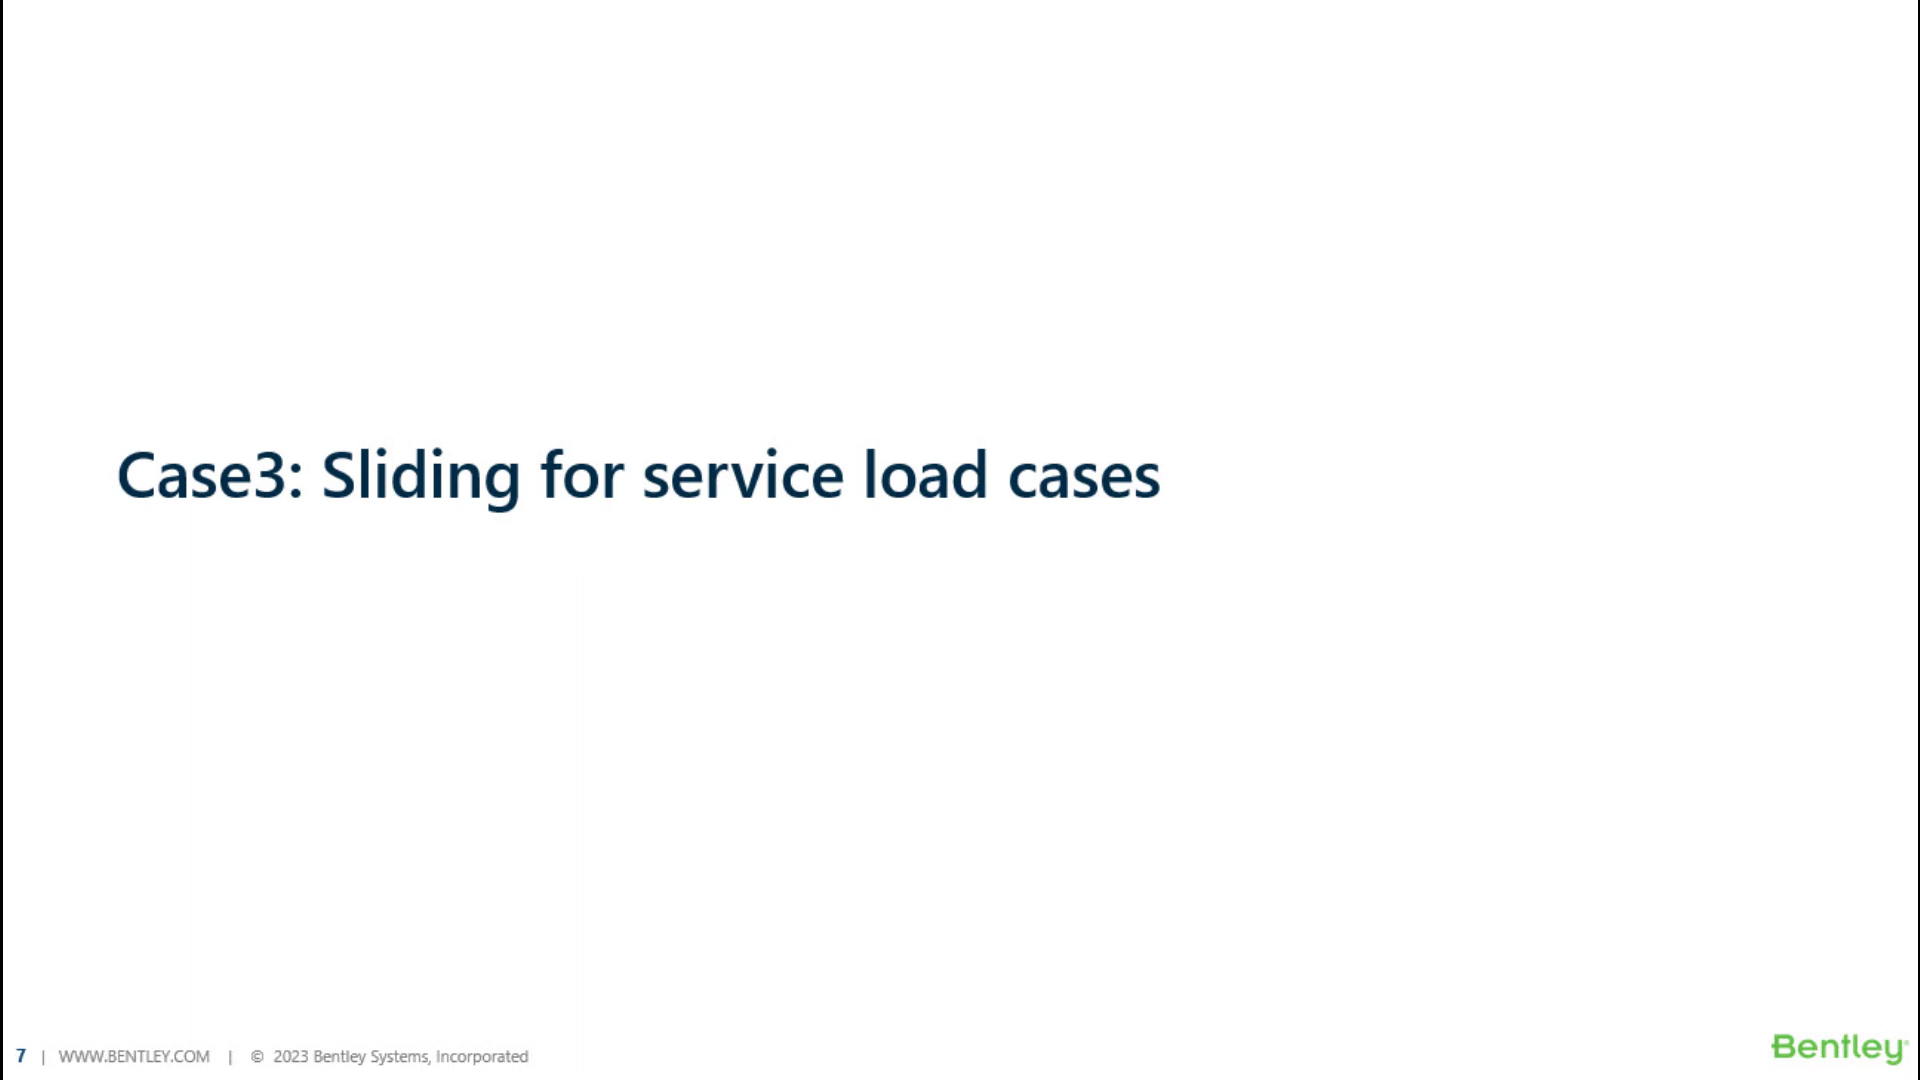 Case3: Sliding for service load cases
7 | WWW.BENTLEY.COM | © 2023 Bentley Systems, Incorporated
Bentley